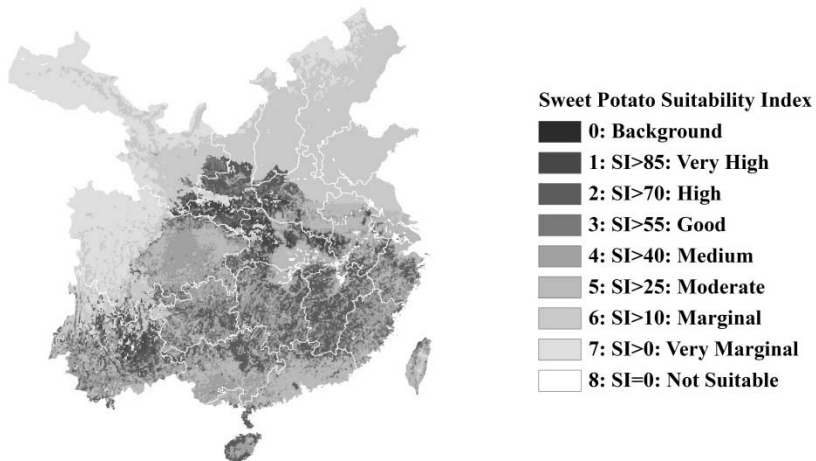 Sweet Potato Suitability Index
0: Background
1: SI>85: Very High
2: SI>70: High
3: SI>55: Good
4: SI>40: Medium
5: SI>25: Moderate
6: SI>10: Marginal
7: SI>0: Very Marginal
8: SI=0: Not Suitable